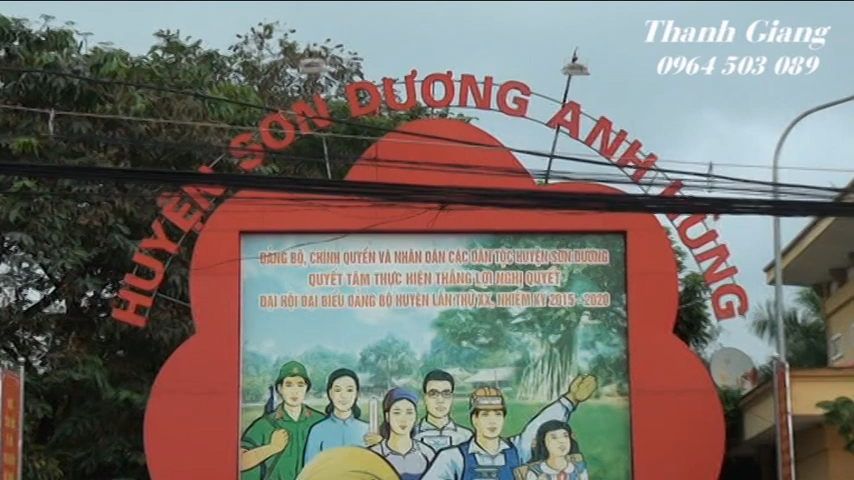 Thanh Giang
0964 503 089
HUYỆN SƠN DƯƠNG ANH HÙNG
ĐẢNG BỘ, CHÍNH QUYỀN VÀ NHÂN DÂN CÁC DÂN TỘC HUYỆN SƠN DƯƠNG
QUYẾT TÂM THỰC HIỆN THẮNG LỢI NGHỊ QUYẾT
ĐẠI HỘI ĐẠI BIỂU ĐẢNG BỘ HUYỆN LẦN THỨ XX, NHIỆM KỲ 2015 - 2020